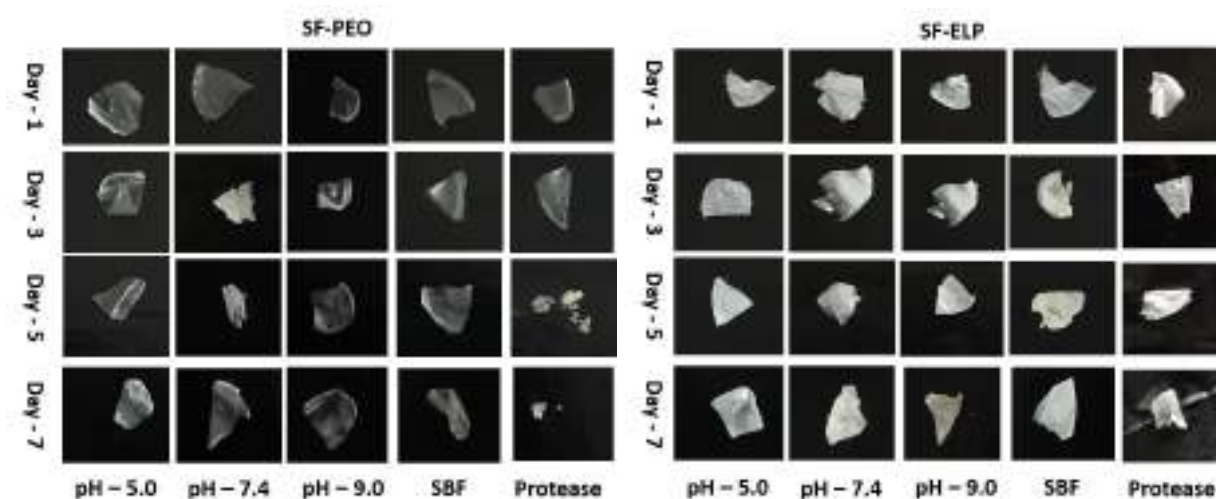 SF-PEO
Day - 1
Day - 3
Day - 5
Day - 7
pH – 5.0 pH – 7.4 pH – 9.0 SBF Protease
SF-ELP
Day - 1
Day - 3
Day - 5
Day - 7
pH – 5.0 pH – 7.4 pH – 9.0 SBF Protease